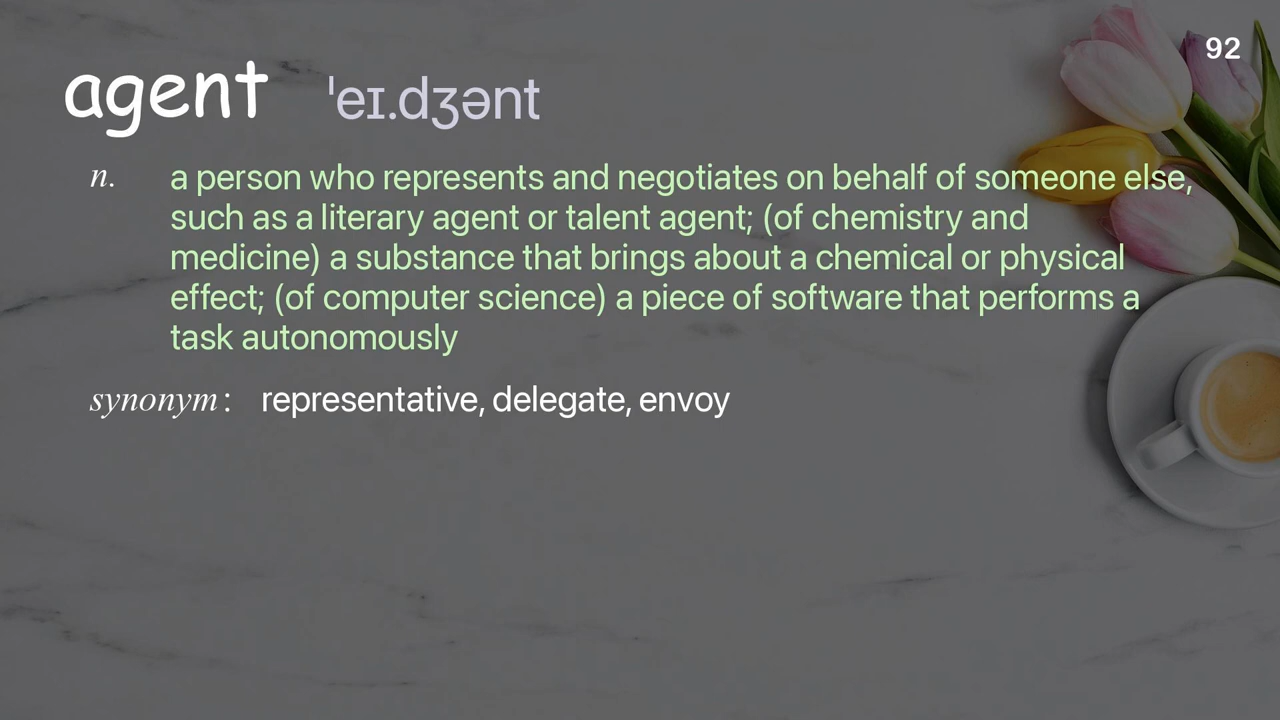 92
agent ˈeɪ.dʒənt
n. a person who represents and negotiates on behalf of someone else,
such as a literary agent or talent agent; (of chemistry and
medicine) a substance that brings about a chemical or physical
effect; (of computer science) a piece of software that performs a
task autonomously
synonym: representative, delegate, envoy